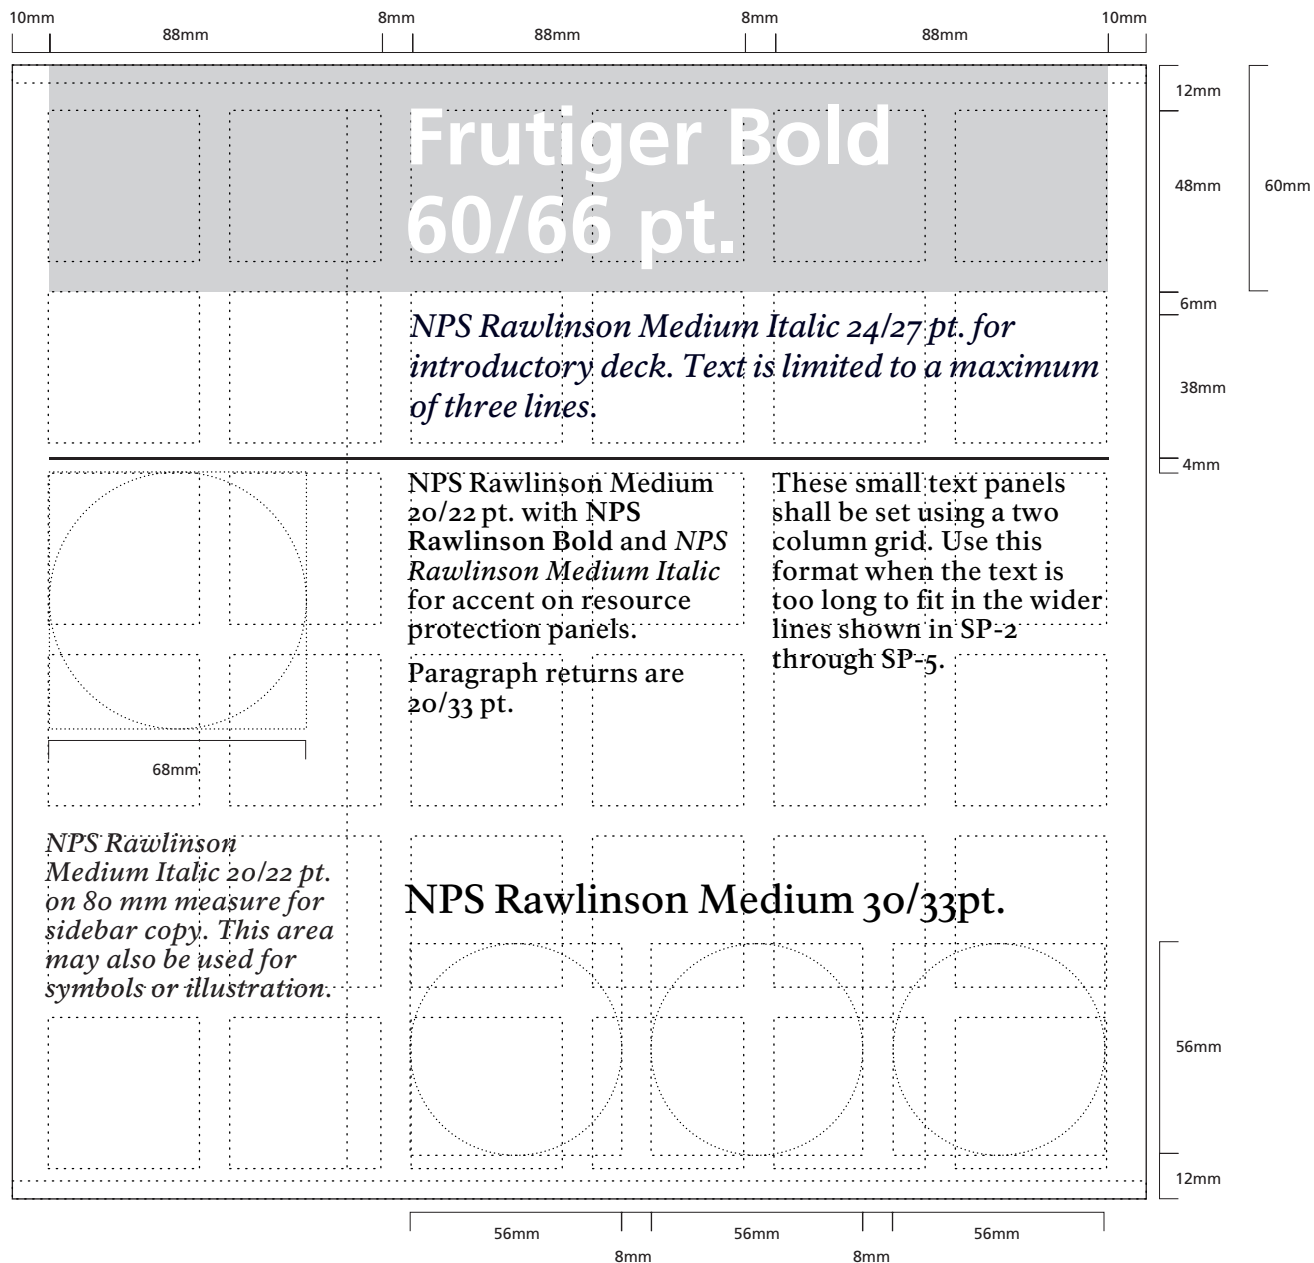 10mm
88mm
8mm
88mm
8mm
88mm
10mm
12mm
48mm
60mm
6mm
38mm
4mm
Frutiger Bold
60/66 pt.
NPS Rawlinson Medium Italic 24/27 pt. for
introductory deck. Text is limited to a maximum
of three lines.
NPS Rawlinson Medium
20/22 pt. with NPS
Rawlinson Bold and NPS
Rawlinson Medium Italic
for accent on resource
protection panels.
Paragraph returns are
20/33 pt.
These small text panels
shall be set using a two
column grid. Use this
format when the text is
too long to fit in the wider
lines shown in SP-2
through SP-5.
68mm
NPS Rawlinson
Medium Italic 20/22 pt.
on 80 mm measure for
sidebar copy. This area
may also be used for
symbols or illustration.
NPS Rawlinson Medium 30/33pt.
56mm
12mm
56mm
8mm
56mm
8mm
56mm